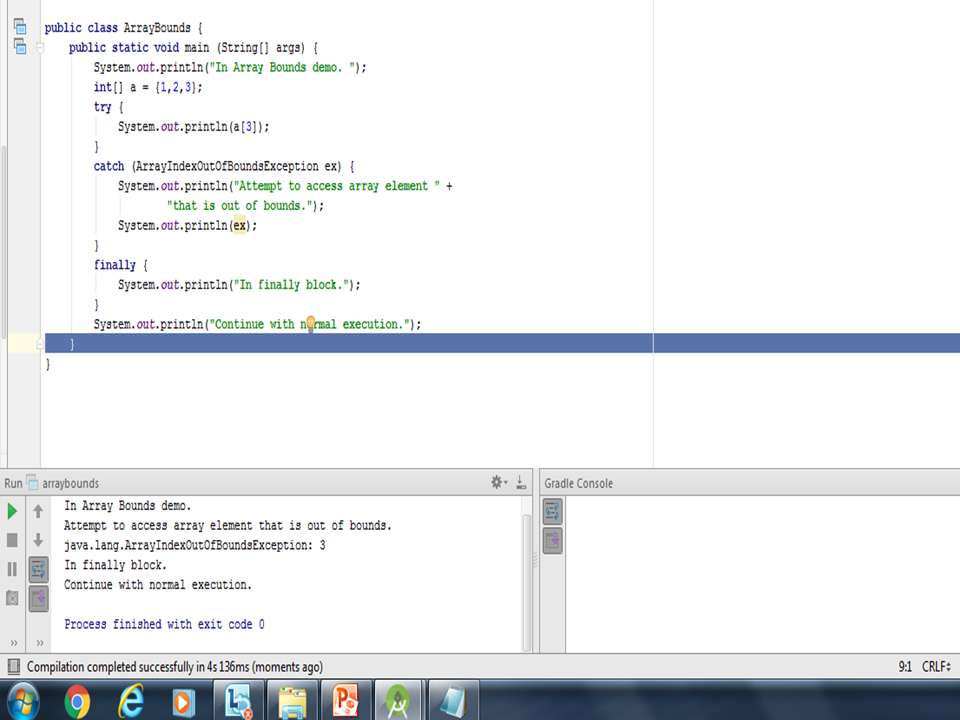 public class ArrayBounds {
public static void main (String[] args) {
System.out.println("In Array Bounds demo. ");
int[] a = {1,2,3};
try {
System.out.println(a[3]);
}
catch (ArrayIndexOutOfBoundsException ex) {
System.out.println("Attempt to access array element " +
"that is out of bounds.");
System.out.println(ex);
}
finally {
System.out.println("In finally block.");
}
System.out.println("Continue with normal execution.");
}
}
Run arraybounds
In Array Bounds demo.
Attempt to access array element that is out of bounds.
java.lang.ArrayIndexOutOfBoundsException: 3
In finally block.
Continue with normal execution.
Process finished with exit code 0
Gradle Console
Compilation completed successfully in 4s 136ms (moments ago)
9:1 CRLF